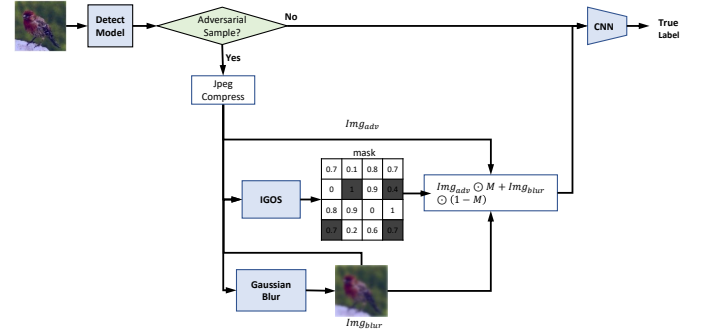 Detect
Model
Adversarial
Sample?
No
CNN
True
Label
Yes
Jpeg
Compress
Img_adv
mask
0.7 0.1 0.8 0.7
0 1 0.9 0.4
0.8 0.9 0 1
0.7 0.2 0.6 0.7
IGOS
Img_adv ⊙ M + Img_blur
⊙ (1 − M)
Gaussian
Blur
Img_blur